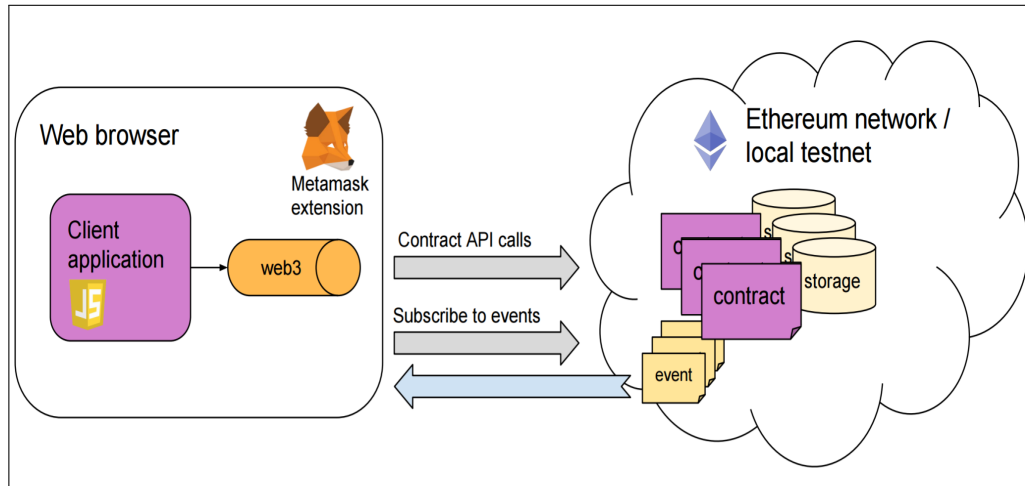 Web browser
Metamask
extension
Client
application
JS
web3
Contract API calls
Subscribe to events
Ethereum network /
local testnet
contract
storage
event